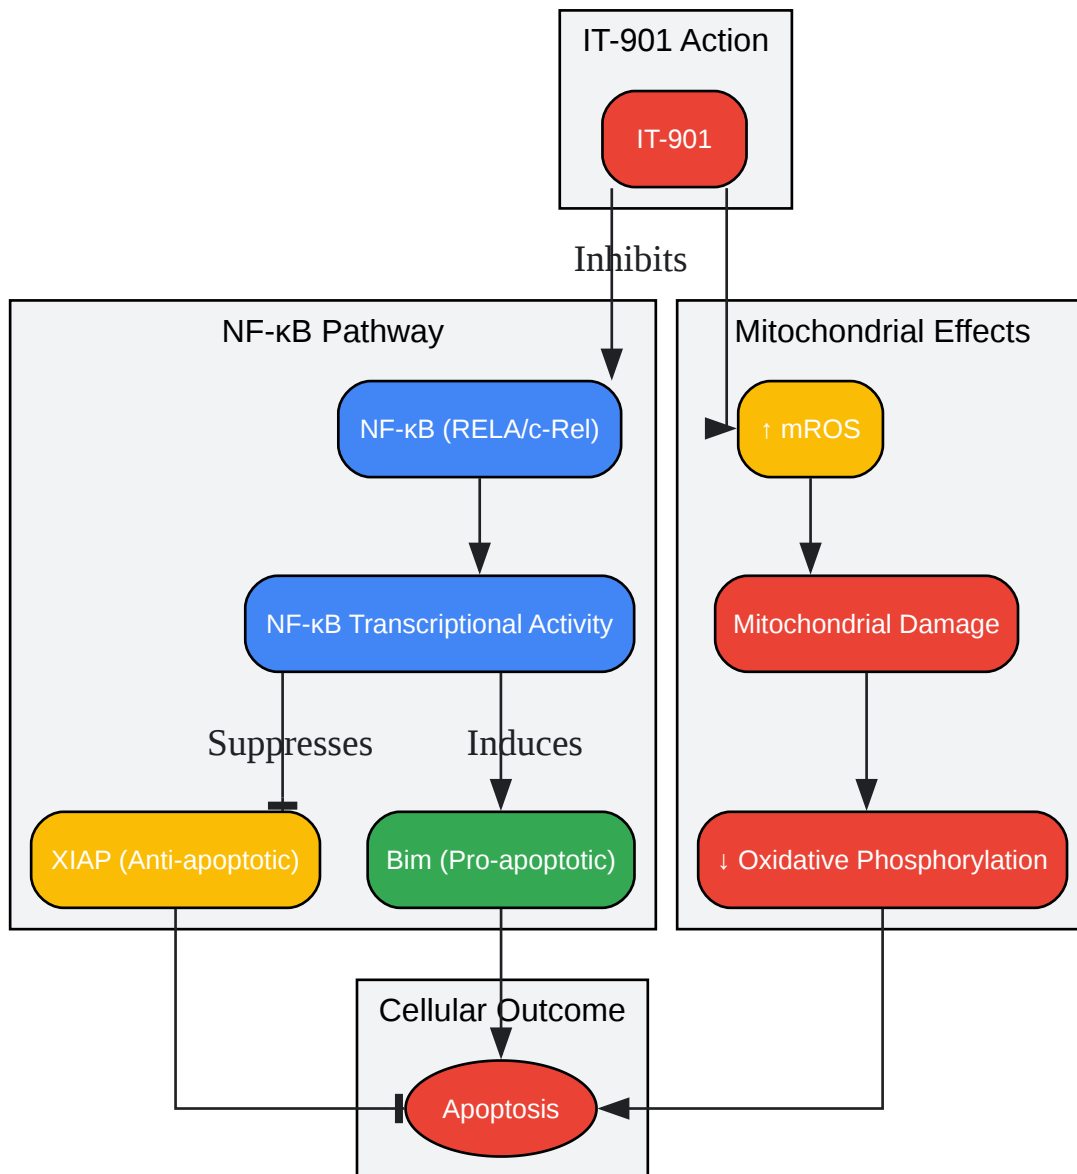 IT-901 Action
IT-901
Inhibits
NF-κB Pathway
Mitochondrial Effects
NF-κB (RELA/c-Rel)
↑ mROS
NF-κB Transcriptional Activity
Mitochondrial Damage
Suppresses
Induces
XIAP (Anti-apoptotic)
Bim (Pro-apoptotic)
↓ Oxidative Phosphorylation
Cellular Outcome
Apoptosis